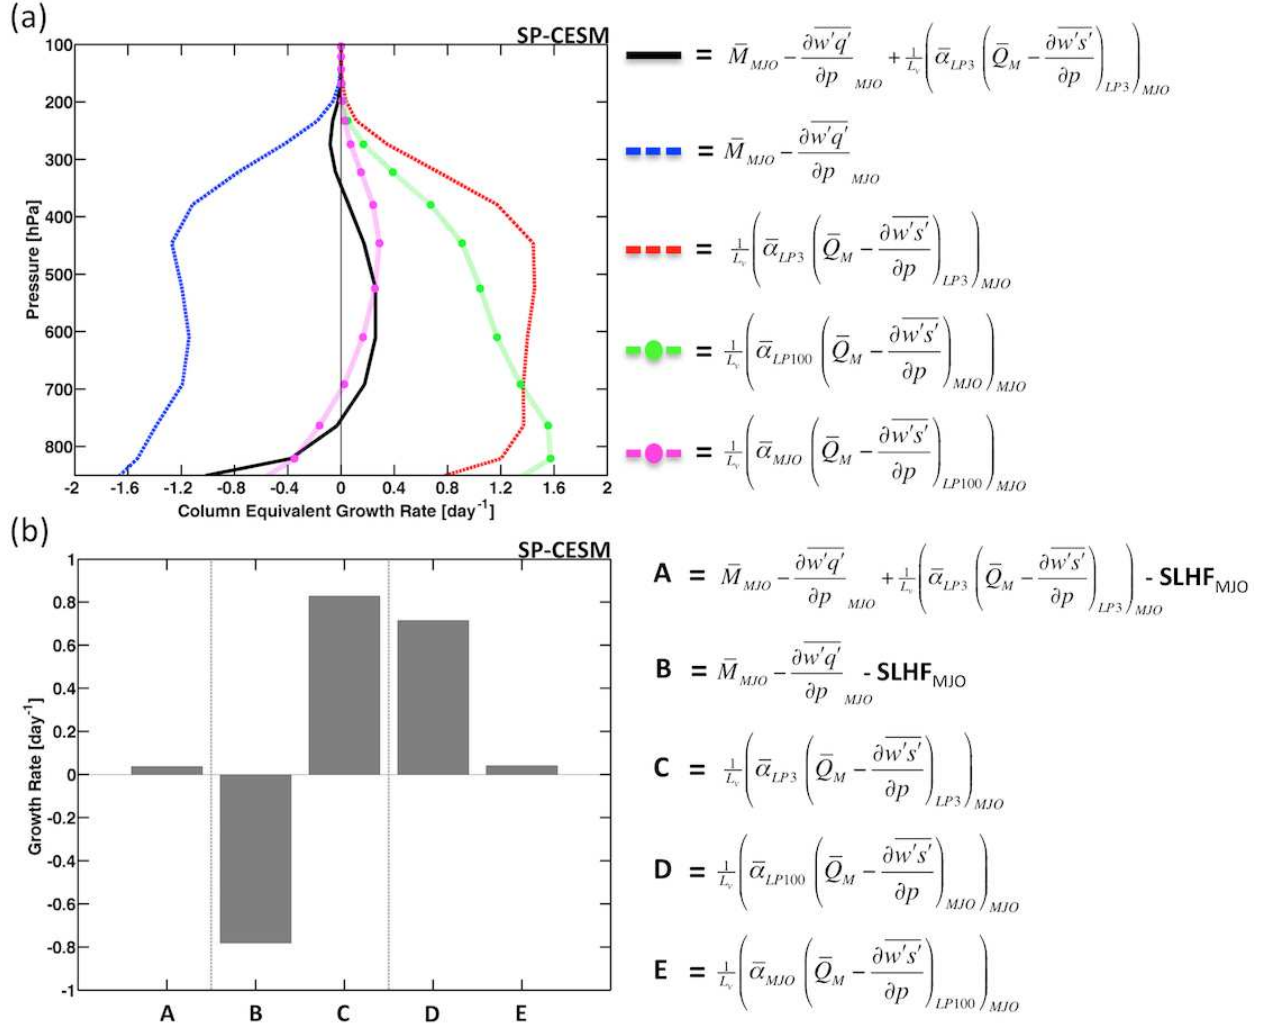 (a)
SP-CESM
100
200
300
400
500
600
700
800
Pressure [hPa]
-2 -1.6 -1.2 -0.8 -0.4 0 0.4 0.8 1.2 1.6 2
Column Equivalent Growth Rate [day⁻¹]
= M̄_MJO − ∂w′q′‾/∂p _MJO + 1/L_v (ᾱ_LP3 (Q̄_M − ∂w′s′‾/∂p)_LP3)_MJO
= M̄_MJO − ∂w′q′‾/∂p _MJO
= 1/L_v (ᾱ_LP3 (Q̄_M − ∂w′s′‾/∂p)_LP3)_MJO
= 1/L_v (ᾱ_LP100 (Q̄_M − ∂w′s′‾/∂p)_MJO)_MJO
= 1/L_v (ᾱ_MJO (Q̄_M − ∂w′s′‾/∂p)_LP100)_MJO
(b)
SP-CESM
1
0.8
0.6
0.4
0.2
0
-0.2
-0.4
-0.6
-0.8
-1
Growth Rate [day⁻¹]
A B C D E
A = M̄_MJO − ∂w′q′‾/∂p _MJO + 1/L_v (ᾱ_LP3 (Q̄_M − ∂w′s′‾/∂p)_LP3)_MJO - SLHF_MJO
B = M̄_MJO − ∂w′q′‾/∂p _MJO - SLHF_MJO
C = 1/L_v (ᾱ_LP3 (Q̄_M − ∂w′s′‾/∂p)_LP3)_MJO
D = 1/L_v (ᾱ_LP100 (Q̄_M − ∂w′s′‾/∂p)_MJO)_MJO
E = 1/L_v (ᾱ_MJO (Q̄_M − ∂w′s′‾/∂p)_LP100)_MJO